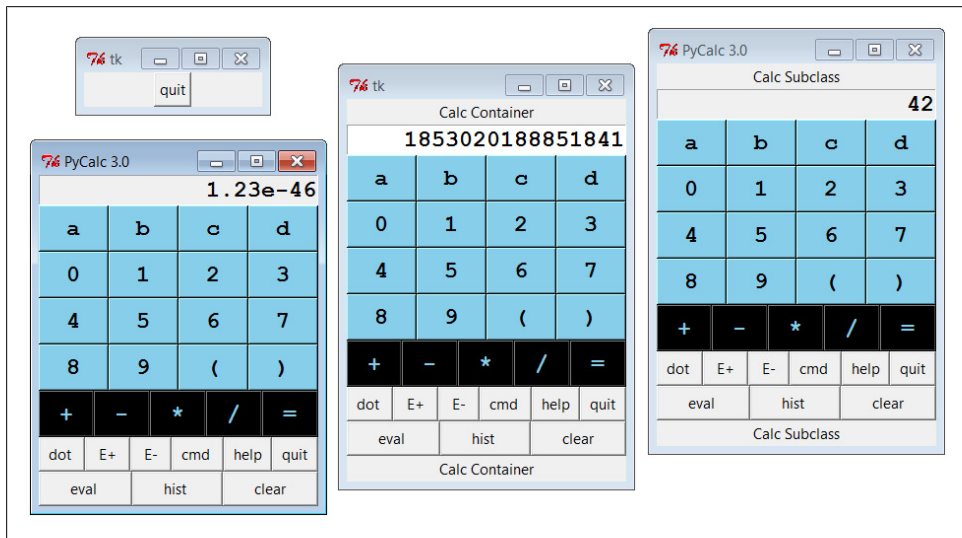 tk
quit
PyCalc 3.0
1.23e-46
a b c d
0 1 2 3
4 5 6 7
8 9 ( )
+ - * / =
dot E+ E- cmd help quit
eval hist clear
tk
Calc Container
1853020188851841
a b c d
0 1 2 3
4 5 6 7
8 9 ( )
+ - * / =
dot E+ E- cmd help quit
eval hist clear
Calc Container
PyCalc 3.0
Calc Subclass
42
a b c d
0 1 2 3
4 5 6 7
8 9 ( )
+ - * / =
dot E+ E- cmd help quit
eval hist clear
Calc Subclass